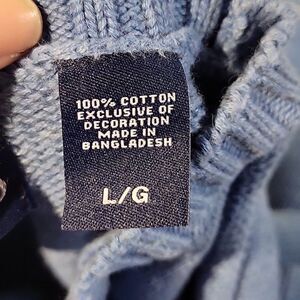 100% COTTON
EXCLUSIVE OF
DECORATION
MADE IN
BANGLADESH
L/G